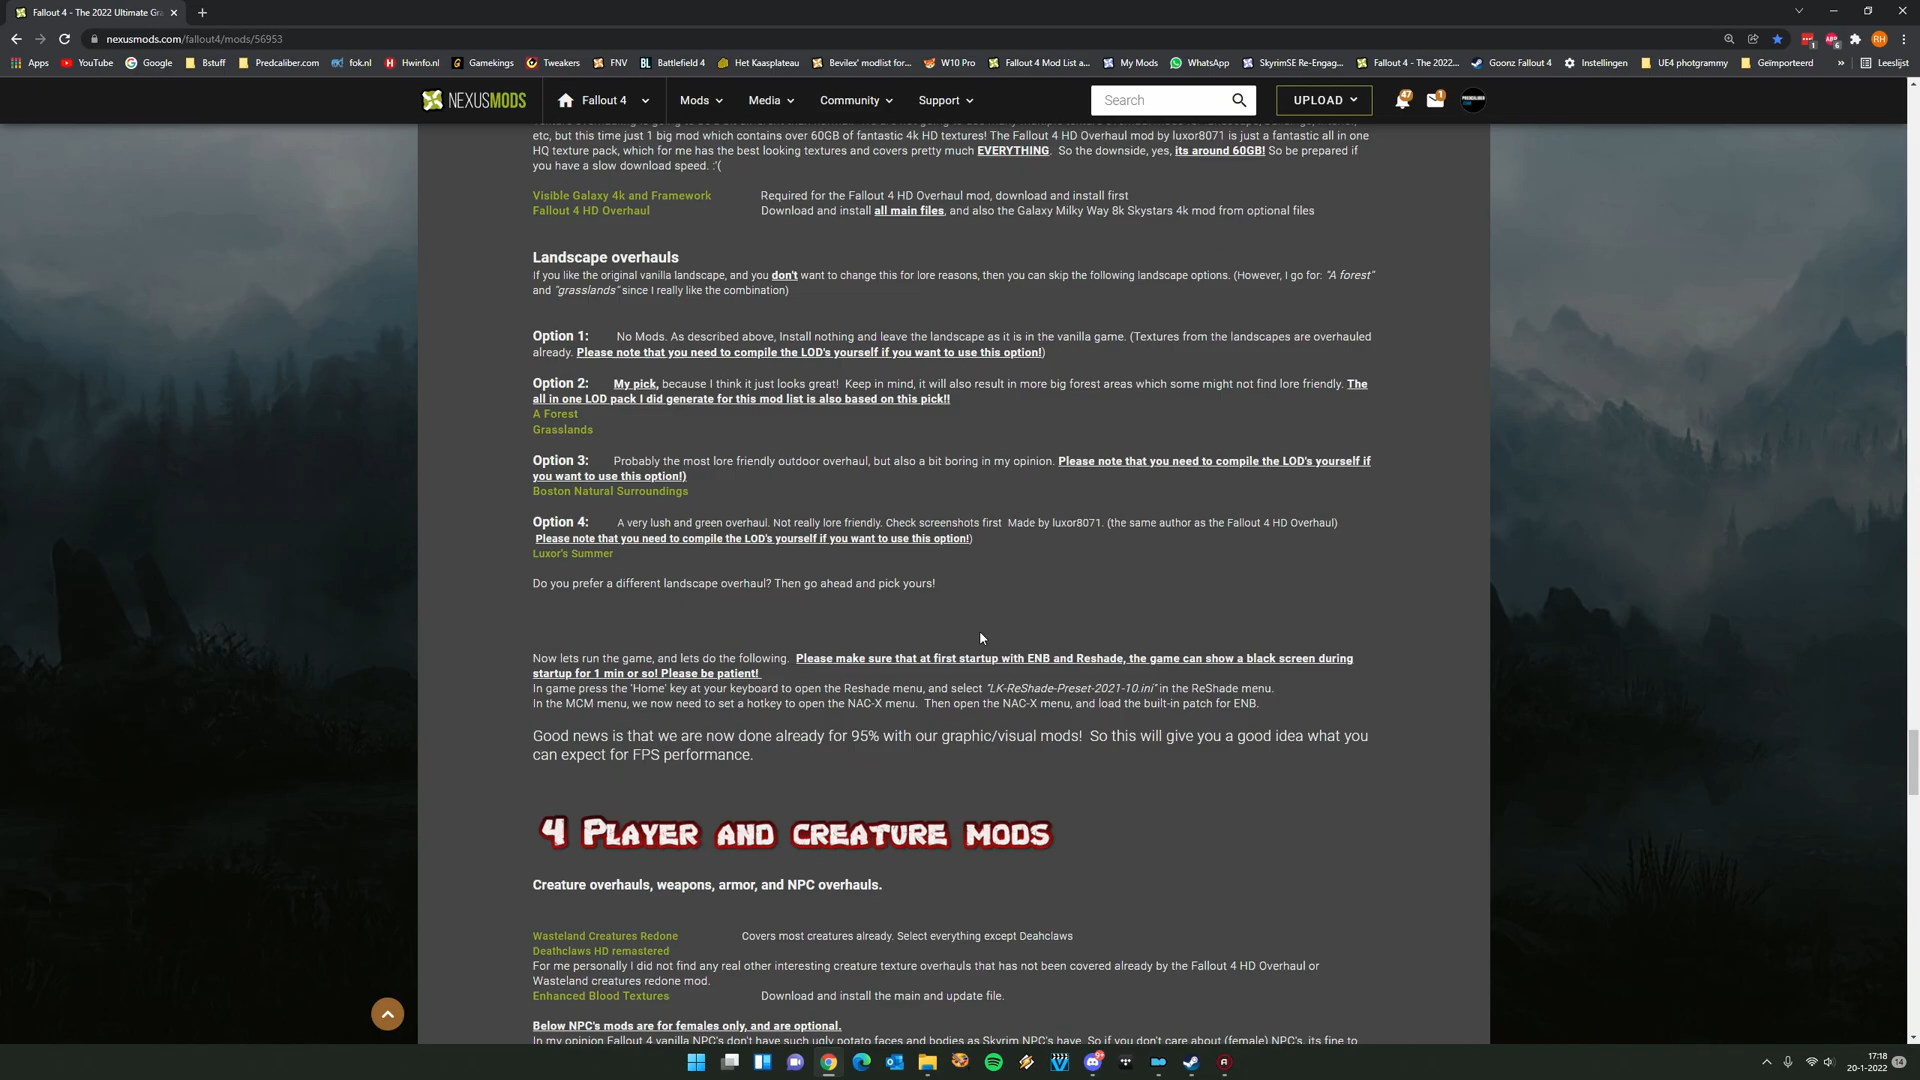 Fallout 4 - The 2022 Ultimate Gra
nexusmods.com/fallout4/mods/56953
Apps YouTube Google Bstuff Predcaliber.com fok.nl Hwinfo.nl Gamekings Tweakers FNV Battlefield 4 Het Kaasplateau Bevilex' modlist for... W10 Pro Fallout 4 Mod List a... My Mods WhatsApp SkyrimSE Re-Engag... Fallout 4 - The 2022... Goonz Fallout 4 Instellingen UE4 photgrammy Geïmporteerd » Leeslijst
NEXUSMODS Fallout 4 Mods Media Community Support Search UPLOAD 47 1
etc, but this time just 1 big mod which contains over 60GB of fantastic 4k HD textures! The Fallout 4 HD Overhaul mod by luxor8071 is just a fantastic all in one
HQ texture pack, which for me has the best looking textures and covers pretty much EVERYTHING. So the downside, yes, its around 60GB! So be prepared if
you have a slow download speed. :'(
Visible Galaxy 4k and Framework Required for the Fallout 4 HD Overhaul mod, download and install first
Fallout 4 HD Overhaul Download and install all main files, and also the Galaxy Milky Way 8k Skystars 4k mod from optional files
Landscape overhauls
If you like the original vanilla landscape, and you don't want to change this for lore reasons, then you can skip the following landscape options. (However, I go for: "A forest"
and "grasslands" since I really like the combination)
Option 1: No Mods. As described above, Install nothing and leave the landscape as it is in the vanilla game. (Textures from the landscapes are overhauled
already. Please note that you need to compile the LOD's yourself if you want to use this option!)
Option 2: My pick, because I think it just looks great! Keep in mind, it will also result in more big forest areas which some might not find lore friendly. The
all in one LOD pack I did generate for this mod list is also based on this pick!!
A Forest
Grasslands
Option 3: Probably the most lore friendly outdoor overhaul, but also a bit boring in my opinion. Please note that you need to compile the LOD's yourself if
you want to use this option!)
Boston Natural Surroundings
Option 4: A very lush and green overhaul. Not really lore friendly. Check screenshots first Made by luxor8071. (the same author as the Fallout 4 HD Overhaul)
Please note that you need to compile the LOD's yourself if you want to use this option!)
Luxor's Summer
Do you prefer a different landscape overhaul? Then go ahead and pick yours!
Now lets run the game, and lets do the following. Please make sure that at first startup with ENB and Reshade, the game can show a black screen during
startup for 1 min or so! Please be patient!
In game press the 'Home' key at your keyboard to open the Reshade menu, and select "LK-ReShade-Preset-2021-10.ini" in the ReShade menu.
In the MCM menu, we now need to set a hotkey to open the NAC-X menu. Then open the NAC-X menu, and load the built-in patch for ENB.
Good news is that we are now done already for 95% with our graphic/visual mods! So this will give you a good idea what you
can expect for FPS performance.
4 Player and creature mods
Creature overhauls, weapons, armor, and NPC overhauls.
Wasteland Creatures Redone Covers most creatures already. Select everything except Deahclaws
Deathclaws HD remastered
For me personally I did not find any real other interesting creature texture overhauls that has not been covered already by the Fallout 4 HD Overhaul or
Wasteland creatures redone mod.
Enhanced Blood Textures Download and install the main and update file.
Below NPC's mods are for females only, and are optional.
In my opinion Fallout 4 vanilla NPC's don't have such ugly potato faces and bodies as Skyrim NPC's have. So if you don't care about (female) NPC's, its fine to
17:18
20-1-2022
14